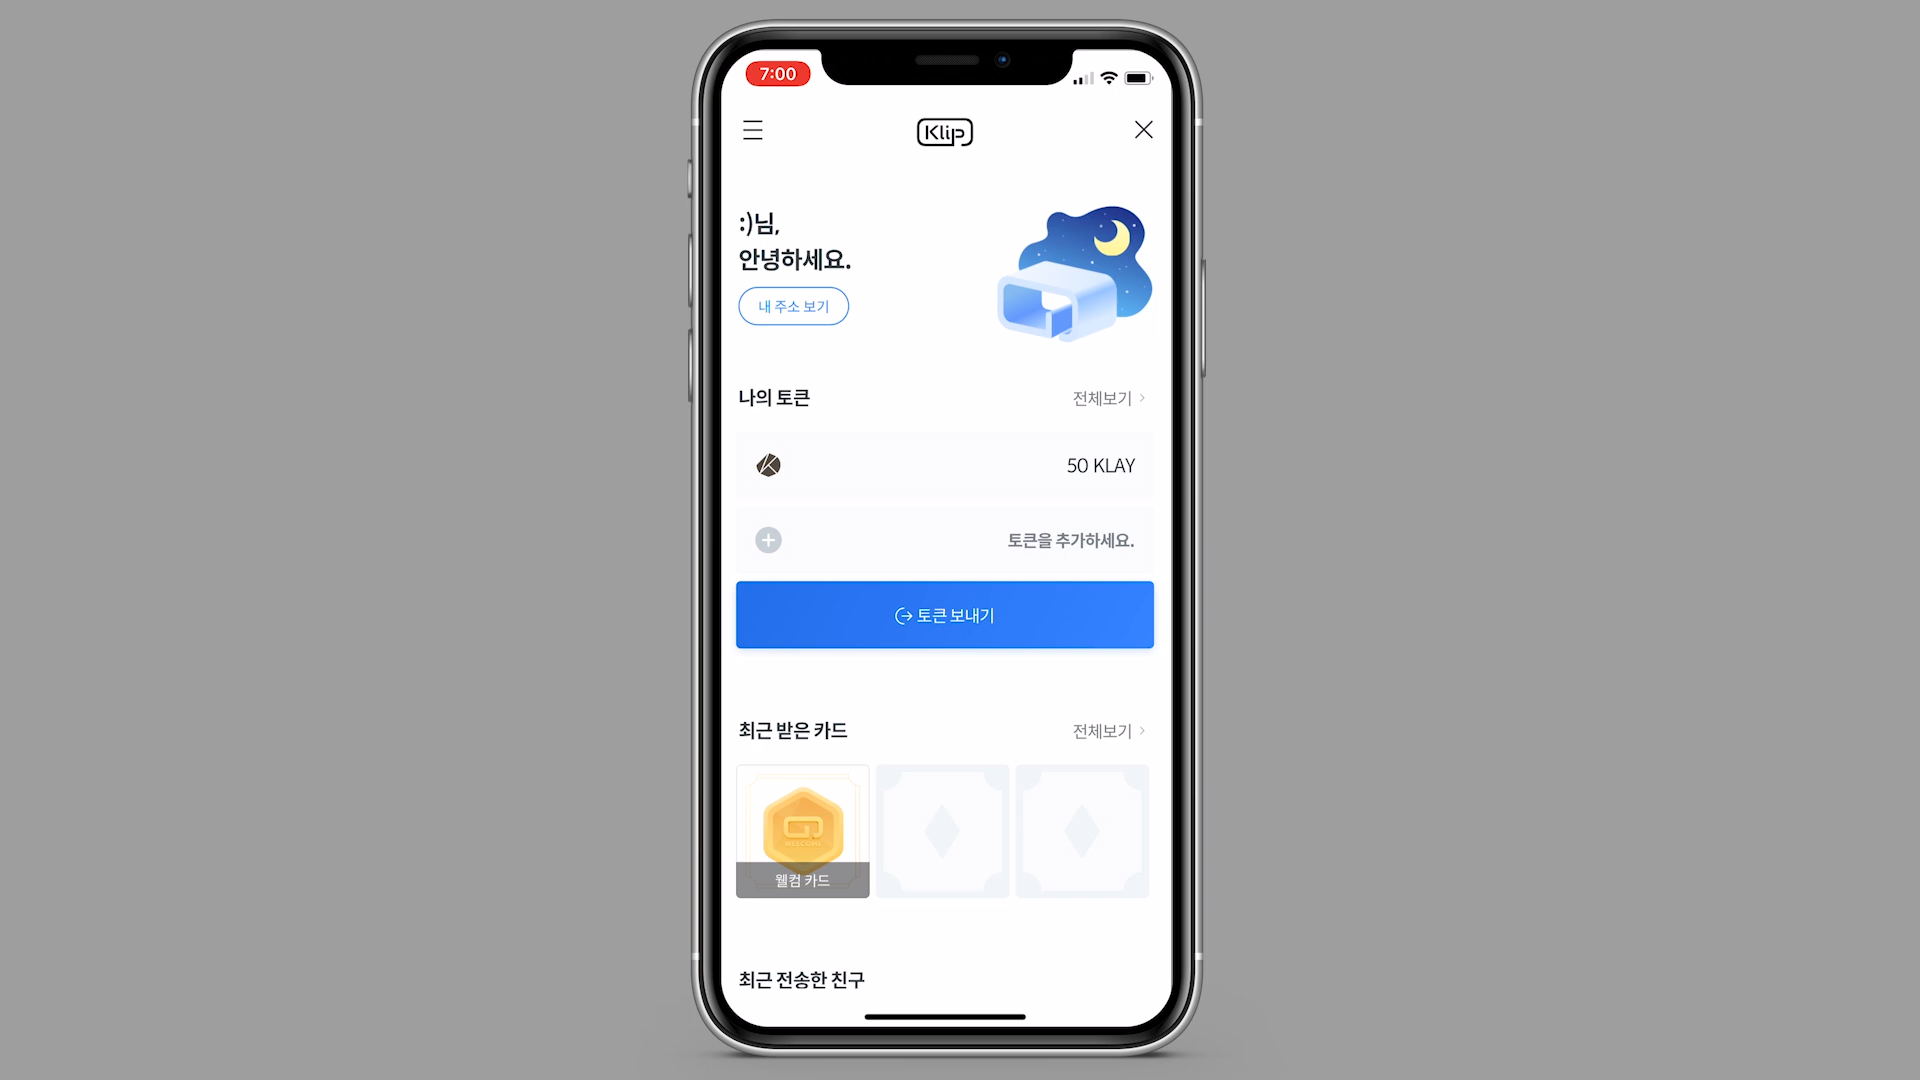 7:00
Klip
:)님,
안녕하세요.
내 주소 보기
나의 토큰
전체보기
50 KLAY
토큰을 추가하세요.
토큰 보내기
최근 받은 카드
전체보기
WELCOME
웰컴 카드
최근 전송한 친구